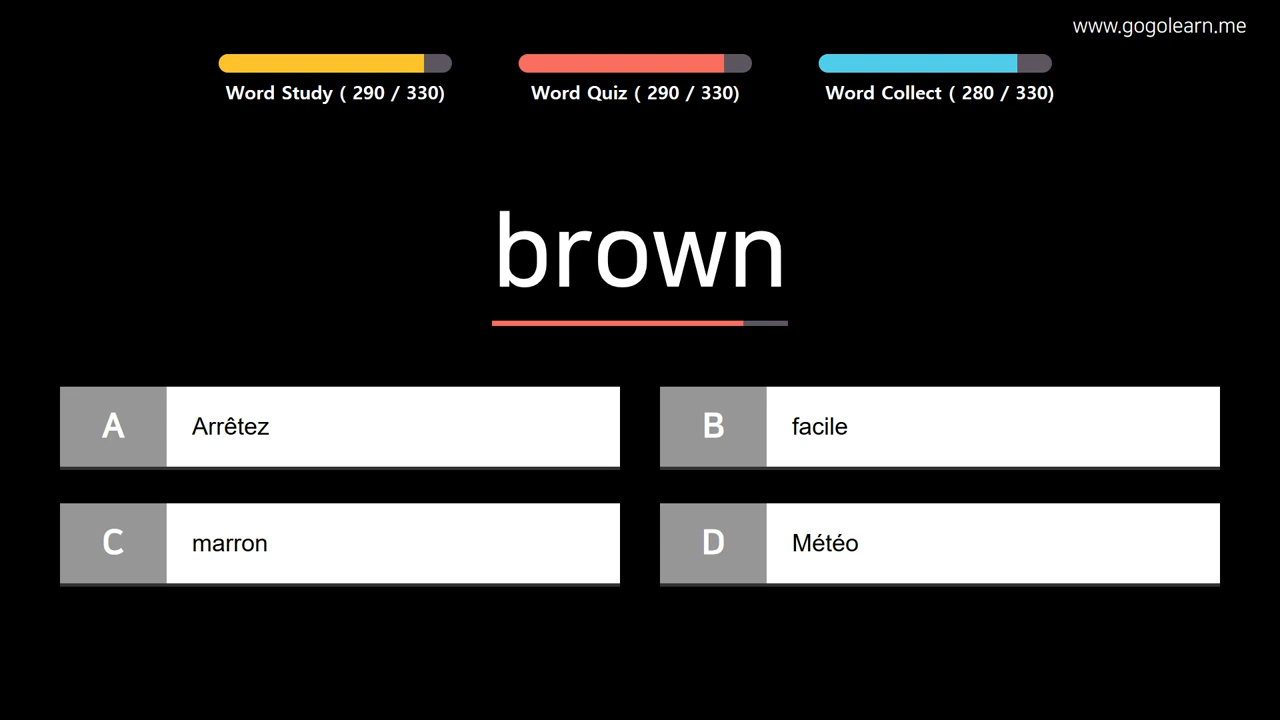 www.gogolearn.me
Word Study ( 290 / 330)
Word Quiz ( 290 / 330)
Word Collect ( 280 / 330)
brown
A
Arrêtez
B
facile
C
marron
D
Météo